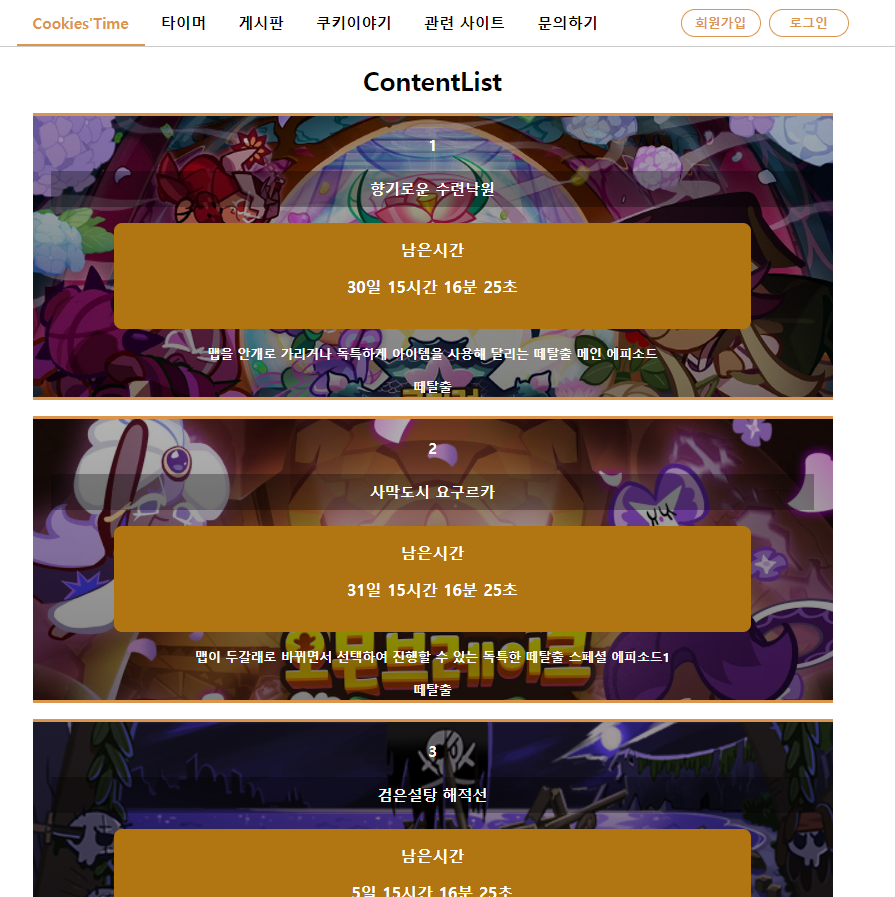 Cookies'Time 타이머 게시판 쿠키이야기 관련 사이트 문의하기 회원가입 로그인
ContentList
1
향기로운 수련낙원
남은시간
30일 15시간 16분 25초
맵을 안개로 가리거나 독특하게 아이템을 사용해 달리는 떼탈출 메인 에피소드
떼탈출
2
사막도시 요구르카
남은시간
31일 15시간 16분 25초
오븐브레이크
맵이 두갈래로 바뀌면서 선택하여 진행할 수 있는 독특한 떼탈출 스페셜 에피소드1
떼탈출
3
검은설탕 해적선
남은시간
5일 15시간 16분 25초